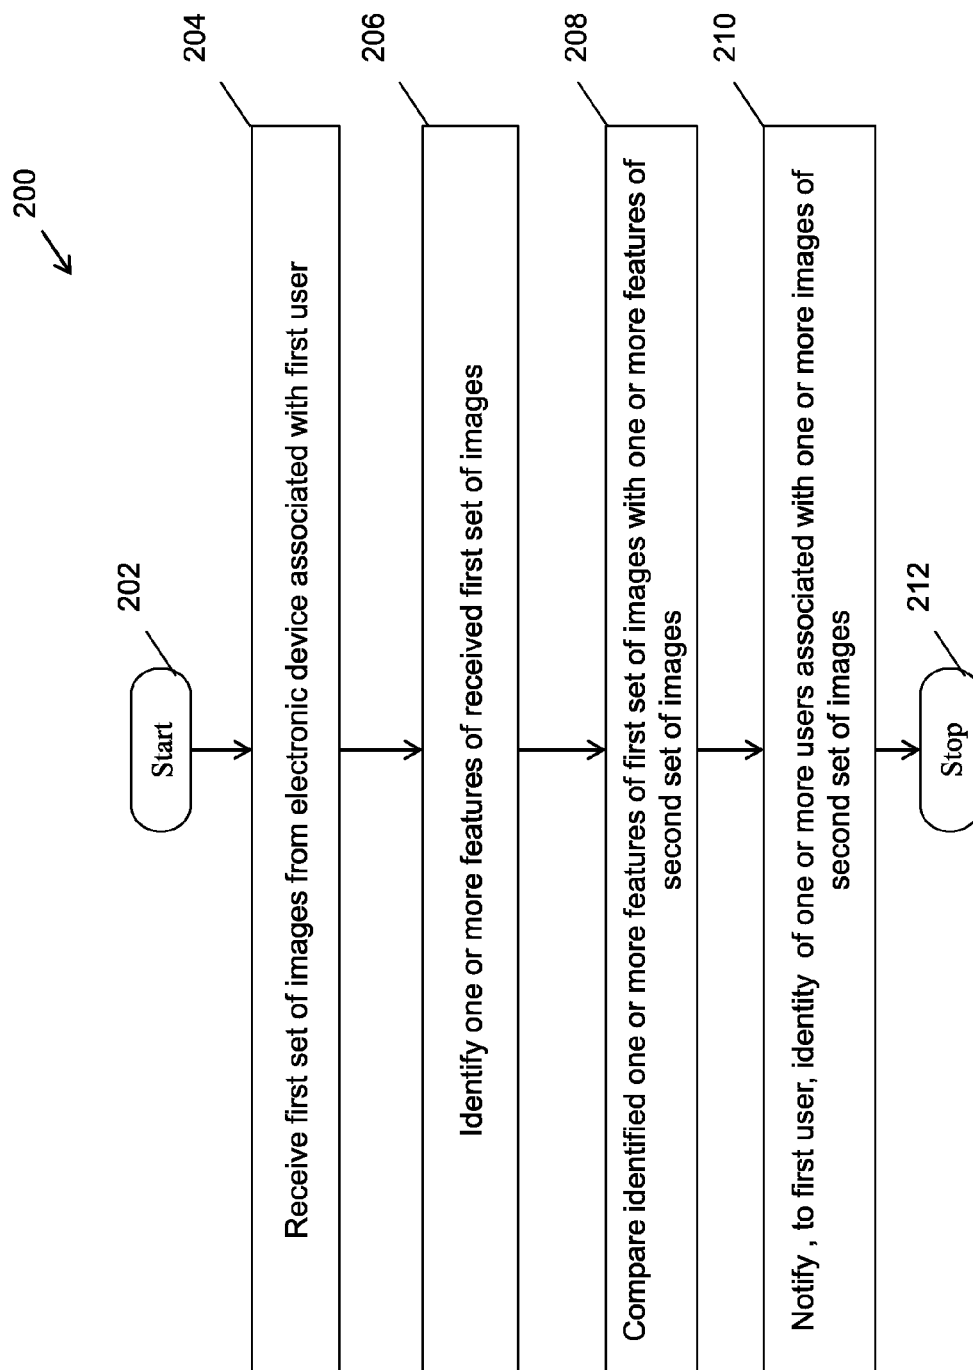 200
Start
202
Receive first set of images from electronic device associated with first user
204
Identify one or more features of received first set of images
206
Compare identified one or more features of first set of images with one or more features of
second set of images
208
Notify , to first user, identity of one or more users associated with one or more images of
second set of images
210
Stop
212